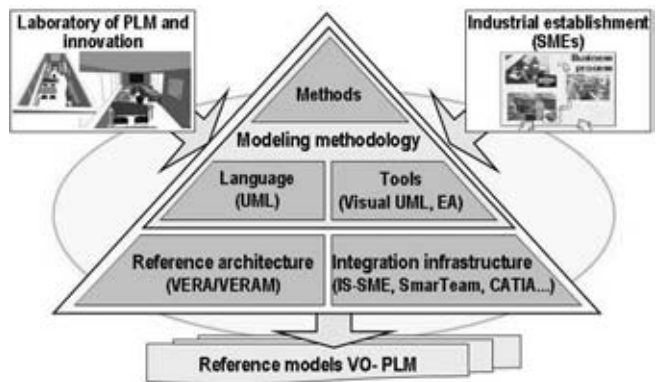 Laboratory of PLM and
innovation
Industrial establishment
(SMEs)
Business
process
Methods
Modeling methodology
Language
(UML)
Tools
(Visual UML, EA)
Reference architecture
(VERA/VERAM)
Integration infrastructure
(IS-SME, SmarTeam, CATIA...)
Reference models VO- PLM